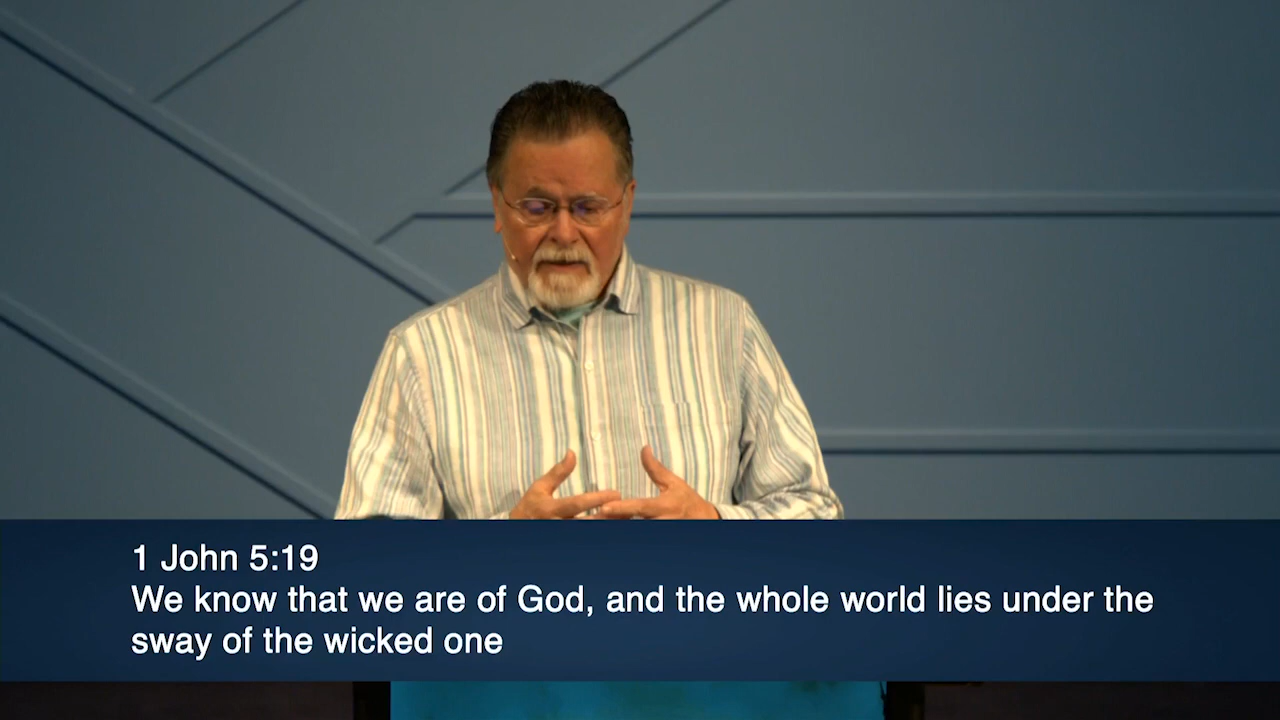 1 John 5:19
We know that we are of God, and the whole world lies under the
sway of the wicked one